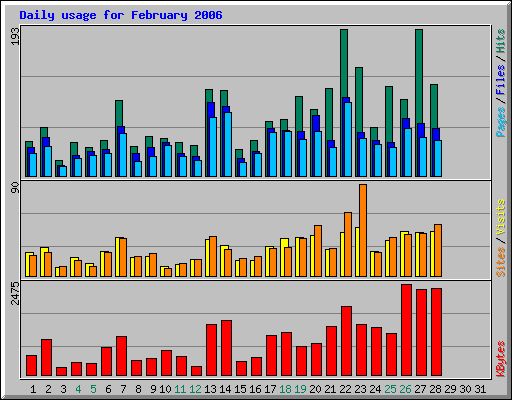 Daily usage for February 2006
193
Pages / Files / Hits
90
Sites / Visits
2475
KBytes
1 2 3 4 5 6 7 8 9 10 11 12 13 14 15 16 17 18 19 20 21 22 23 24 25 26 27 28 29 30 31